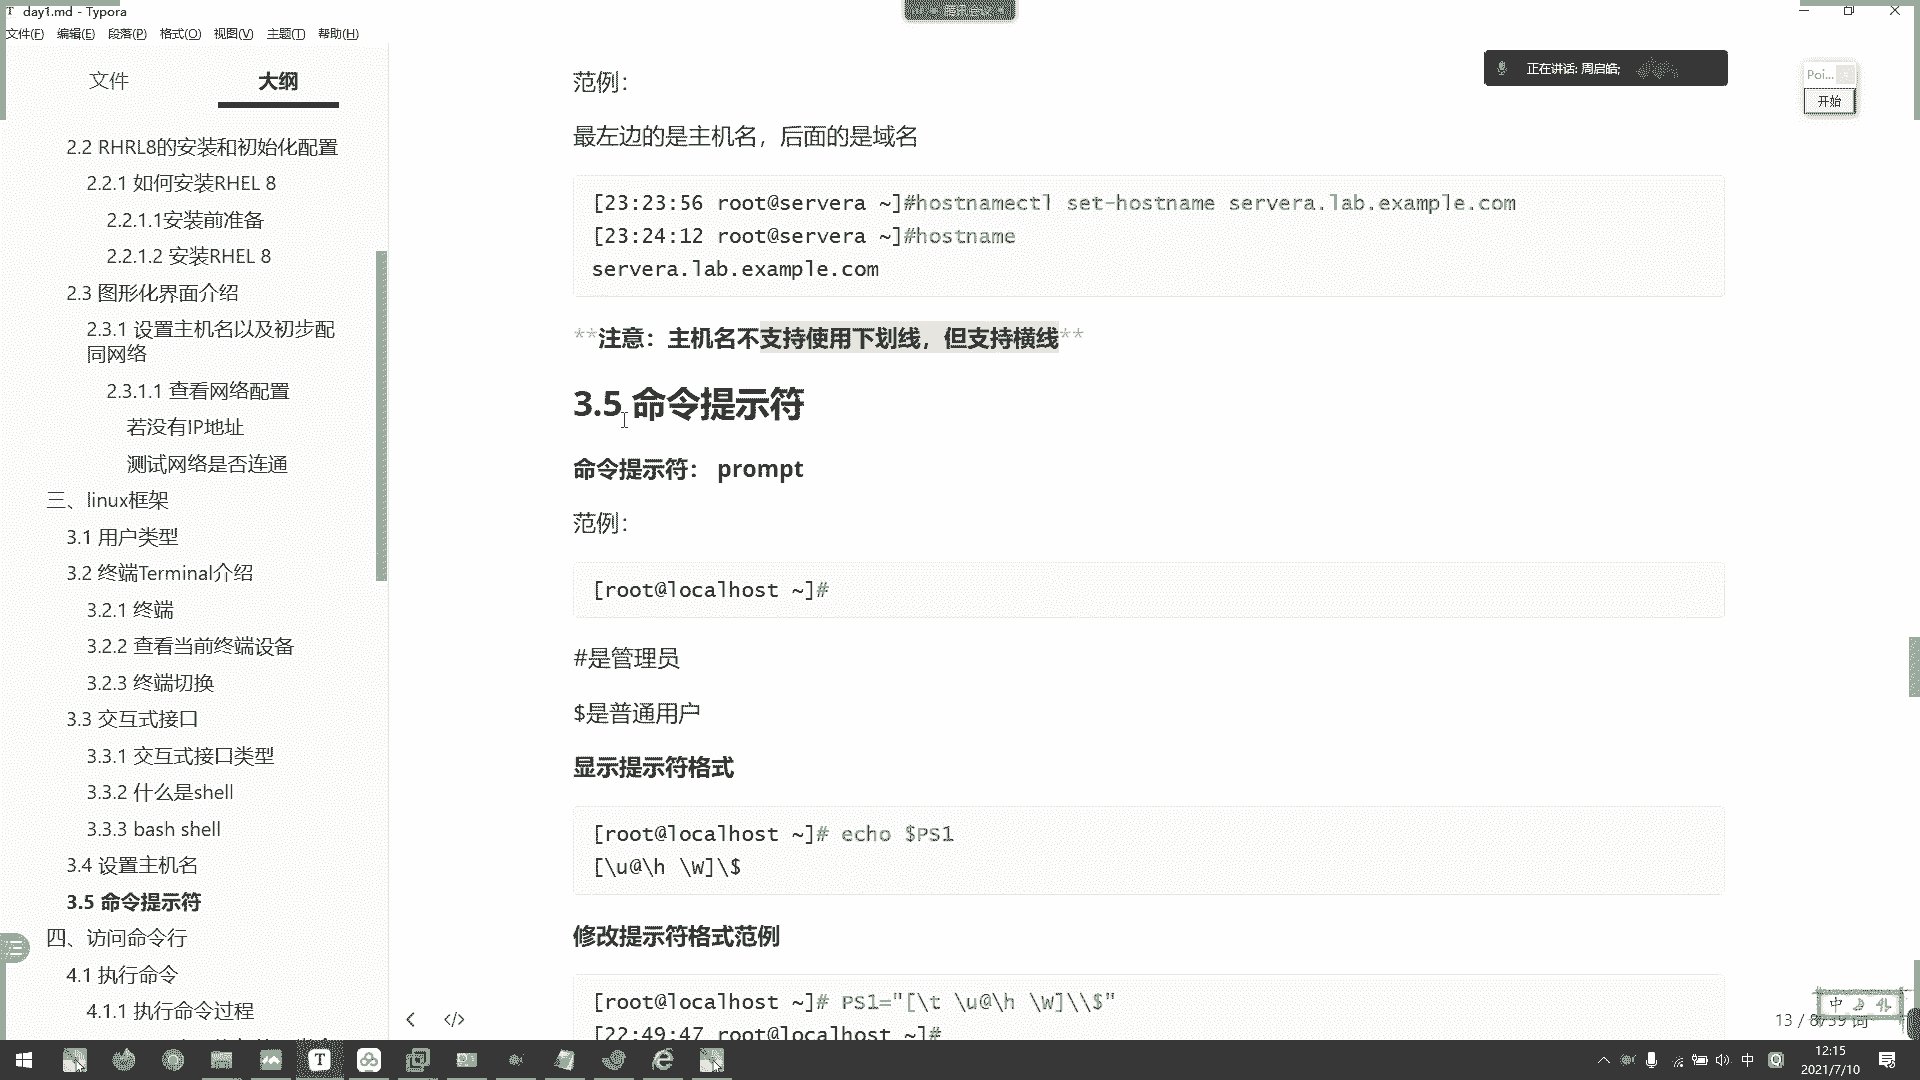 day1.md - Typora
文件(F) 编辑(E) 段落(P) 格式(O) 视图(V) 主题(T) 帮助(H)
腾讯会议
正在讲话: 周启皓;
Poi...
开始
文件 大纲
2.2 RHRL8的安装和初始化配置
2.2.1 如何安装RHEL 8
2.2.1.1安装前准备
2.2.1.2 安装RHEL 8
2.3 图形化界面介绍
2.3.1 设置主机名以及初步配
同网络
2.3.1.1 查看网络配置
若没有IP地址
测试网络是否连通
三、linux框架
3.1 用户类型
3.2 终端Terminal介绍
3.2.1 终端
3.2.2 查看当前终端设备
3.2.3 终端切换
3.3 交互式接口
3.3.1 交互式接口类型
3.3.2 什么是shell
3.3.3 bash shell
3.4 设置主机名
3.5 命令提示符
四、访问命令行
4.1 执行命令
4.1.1 执行命令过程
范例：
最左边的是主机名，后面的是域名
[23:23:56 root@servera ~]#hostnamectl set-hostname servera.lab.example.com
[23:24:12 root@servera ~]#hostname
servera.lab.example.com
**注意：主机名不支持使用下划线，但支持横线**
3.5 命令提示符
命令提示符： prompt
范例：
[root@localhost ~]#
#是管理员
$是普通用户
显示提示符格式
[root@localhost ~]# echo $PS1
[\u@\h \W]\$
修改提示符格式范例
[root@localhost ~]# PS1="[\t \u@\h \W]\\$"
[22:49:47 root@localhost ~]#
中
中
12:15
2021/7/10